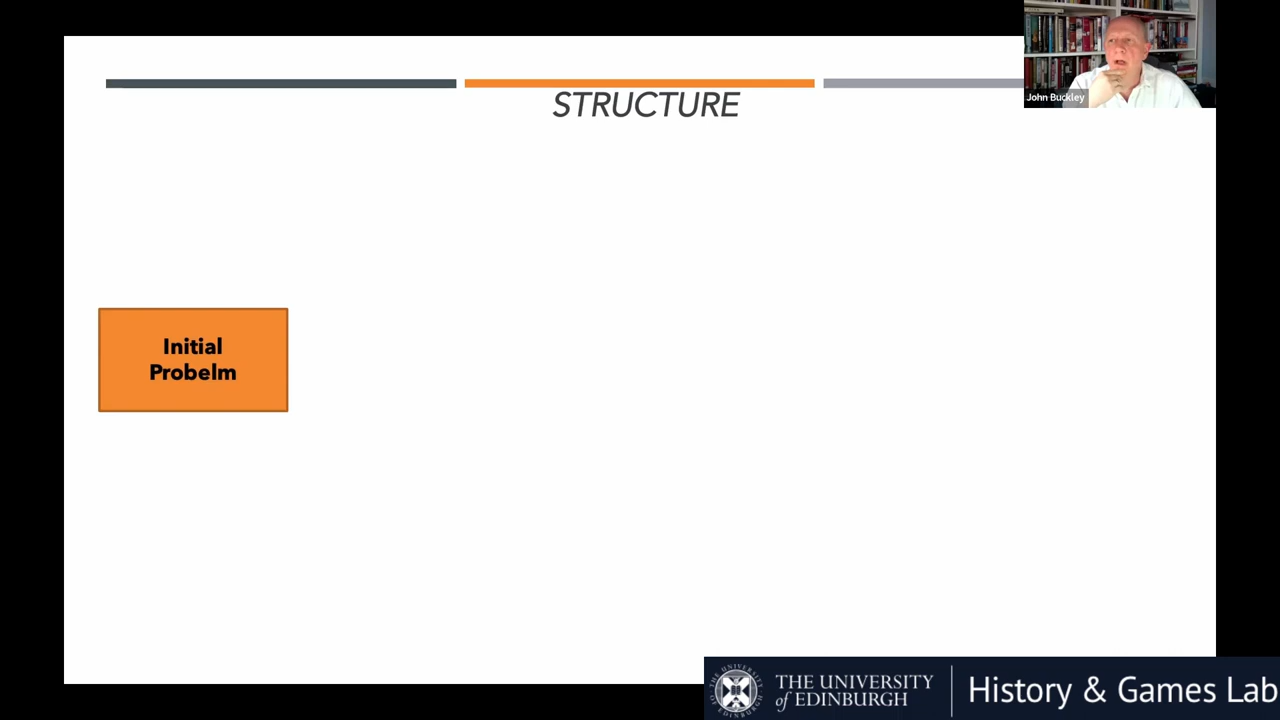 STRUCTURE
John Buckley
Initial
Probelm
THE UNIVERSITY
of EDINBURGH
History & Games Lab